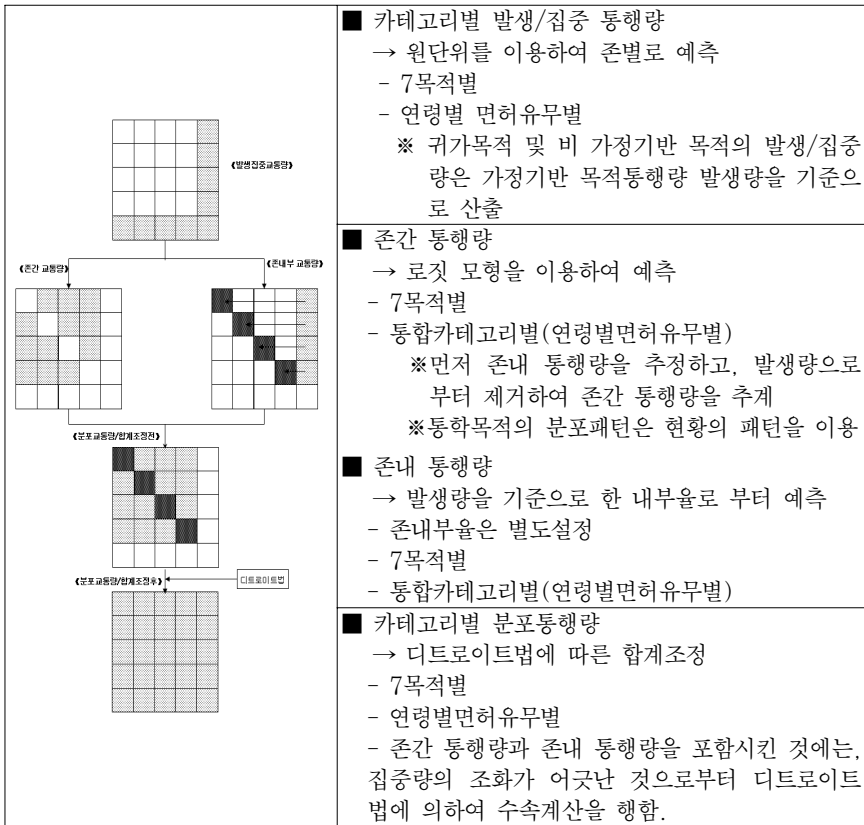 《발생집중교통량》
《존간 교통량》
《존내부 교통량》
《분포교통량/합계조정전》
《분포교통량/합계조정후》
디트로이트법
■ 카테고리별 발생/집중 통행량
→ 원단위를 이용하여 존별로 예측
- 7목적별
- 연령별 면허유무별
※ 귀가목적 및 비 가정기반 목적의 발생/집중
량은 가정기반 목적통행량 발생량을 기준으
로 산출
■ 존간 통행량
→ 로짓 모형을 이용하여 예측
- 7목적별
- 통합카테고리별(연령별면허유무별)
※먼저 존내 통행량을 추정하고, 발생량으로
부터 제거하여 존간 통행량을 추계
※통학목적의 분포패턴은 현황의 패턴을 이용
■ 존내 통행량
→ 발생량을 기준으로 한 내부율로 부터 예측
- 존내부율은 별도설정
- 7목적별
- 통합카테고리별(연령별면허유무별)
■ 카테고리별 분포통행량
→ 디트로이트법에 따른 합계조정
- 7목적별
- 연령별면허유무별
- 존간 통행량과 존내 통행량을 포함시킨 것에는,
집중량의 조화가 어긋난 것으로부터 디트로이트
법에 의하여 수속계산을 행함.